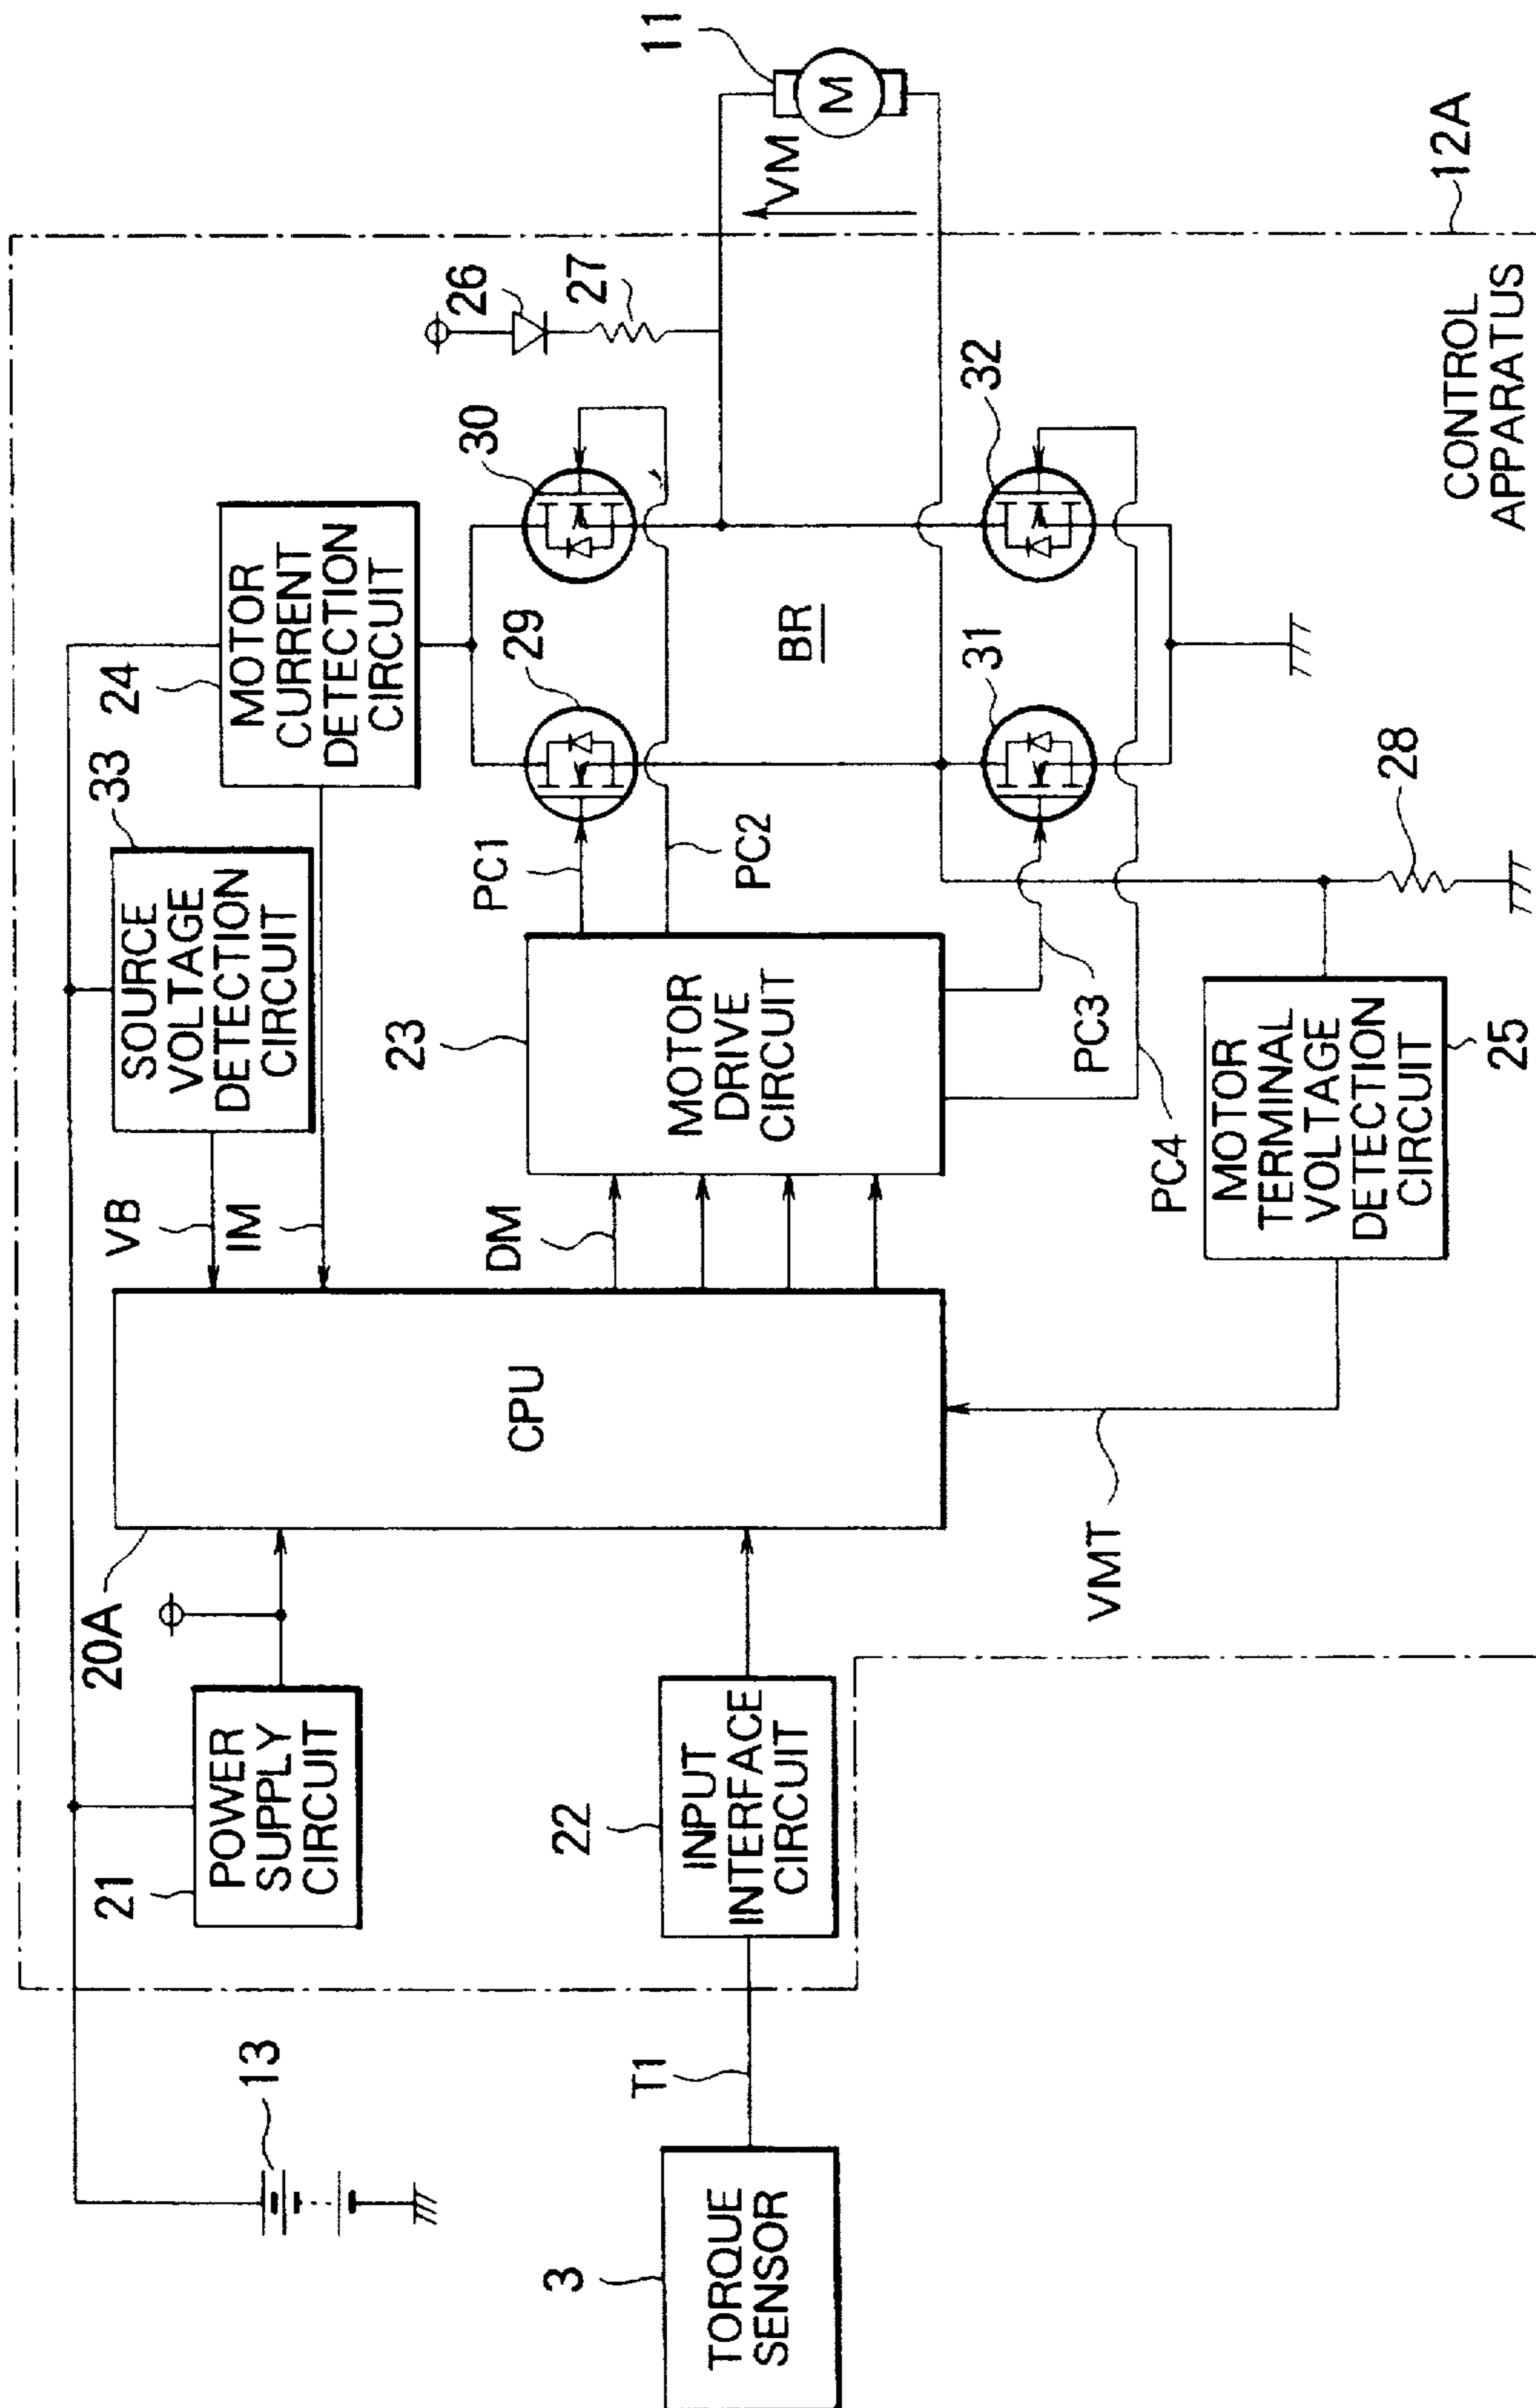 13
21
POWER
SUPPLY
CIRCUIT
20A
CPU
VB
IM
33
SOURCE
VOLTAGE
DETECTION
CIRCUIT
24
MOTOR
CURRENT
DETECTION
CIRCUIT
3
TORQUE
SENSOR
T1
22
INPUT
INTERFACE
CIRCUIT
DM
23
MOTOR
DRIVE
CIRCUIT
PC1
PC2
PC3
PC4
29
30
BR
31
32
26
27
VM
11
M
VMT
MOTOR
TERMINAL
VOLTAGE
DETECTION
CIRCUIT
25
28
CONTROL
APPARATUS
12A